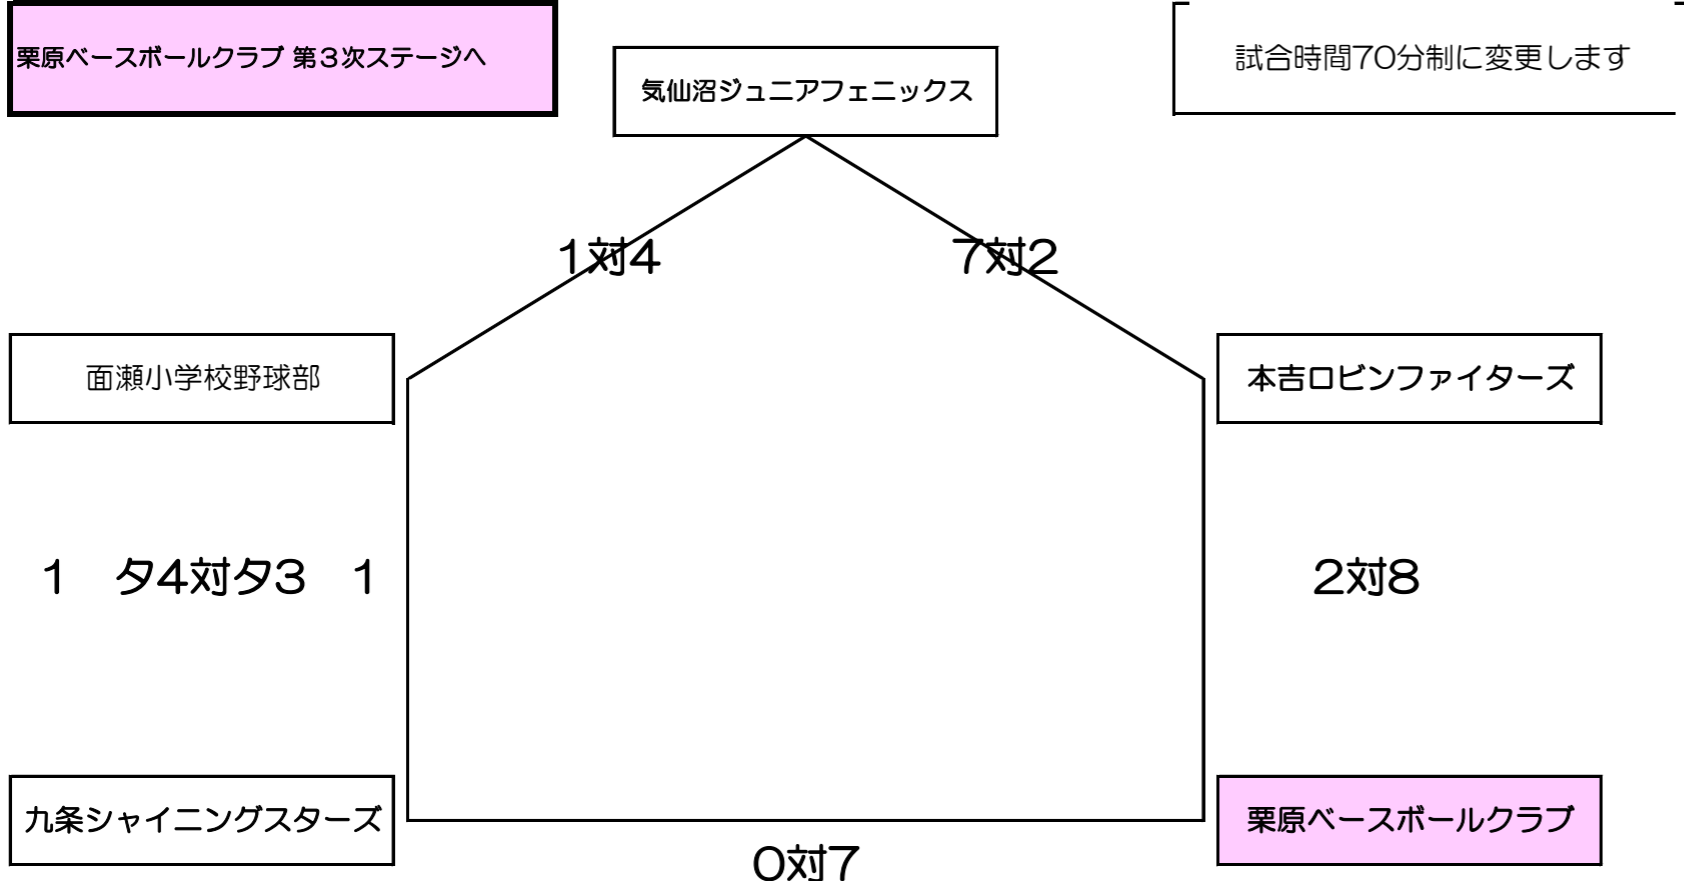 栗原ベースボールクラブ 第３次ステージへ
気仙沼ジュニアフェニックス
試合時間70分制に変更します
1対4
7対2
面瀬小学校野球部
本吉ロビンファイターズ
1　タ4対タ3　1
2対8
九条シャイニングスターズ
栗原ベースボールクラブ
0対7